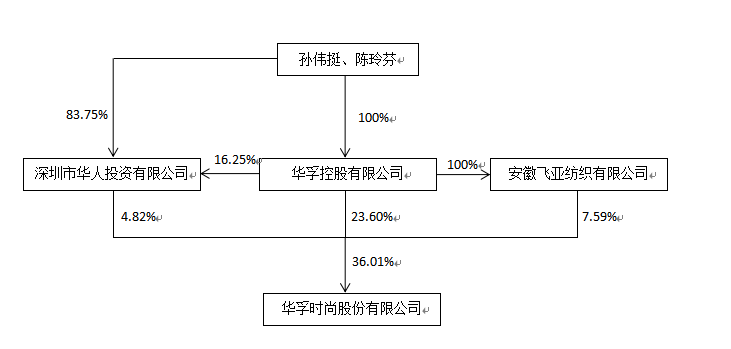 孙伟挺、陈玲芬
83.75%
100%
深圳市华人投资有限公司
16.25%
华孚控股有限公司
100%
安徽飞亚纺织有限公司
4.82%
23.60%
7.59%
36.01%
华孚时尚股份有限公司